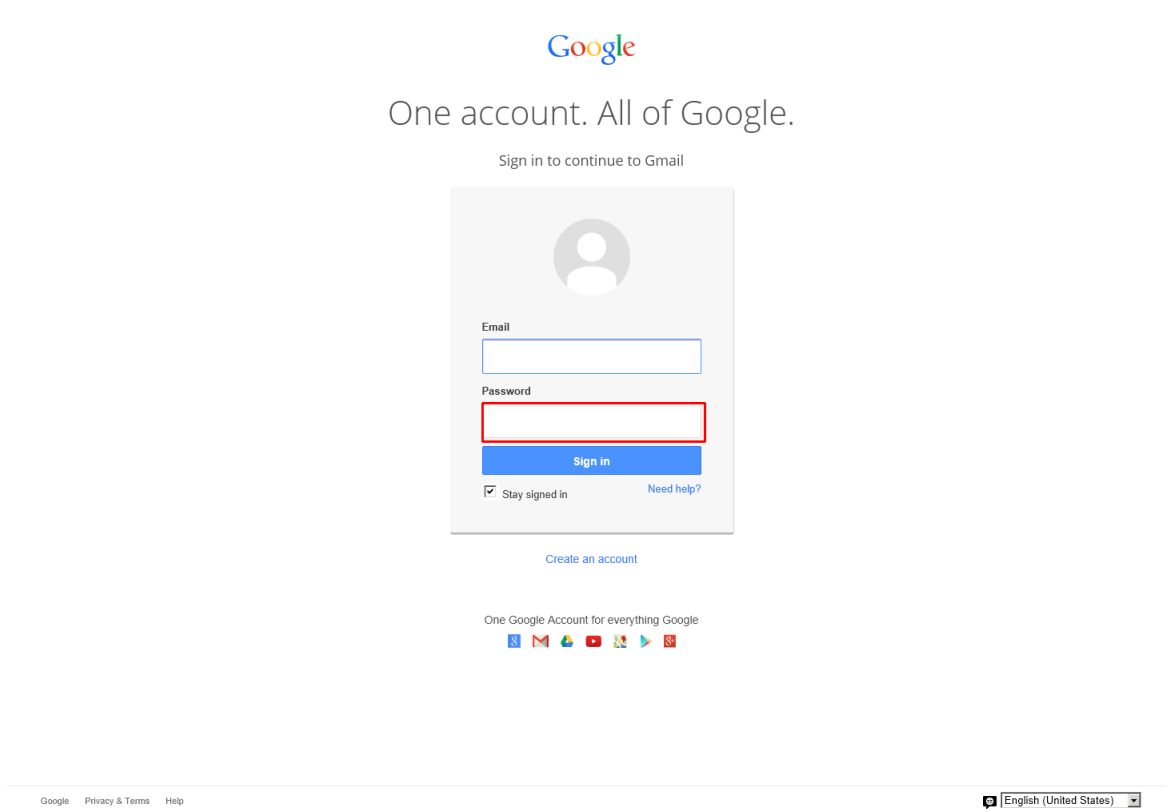 Google
One account. All of Google.
Sign in to continue to Gmail
Email
Password
Sign in
Stay signed in
Need help?
Create an account
One Google Account for everything Google
Google
Privacy & Terms
Help
English (United States)